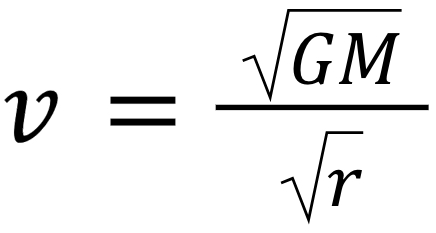 v = √GM / √r